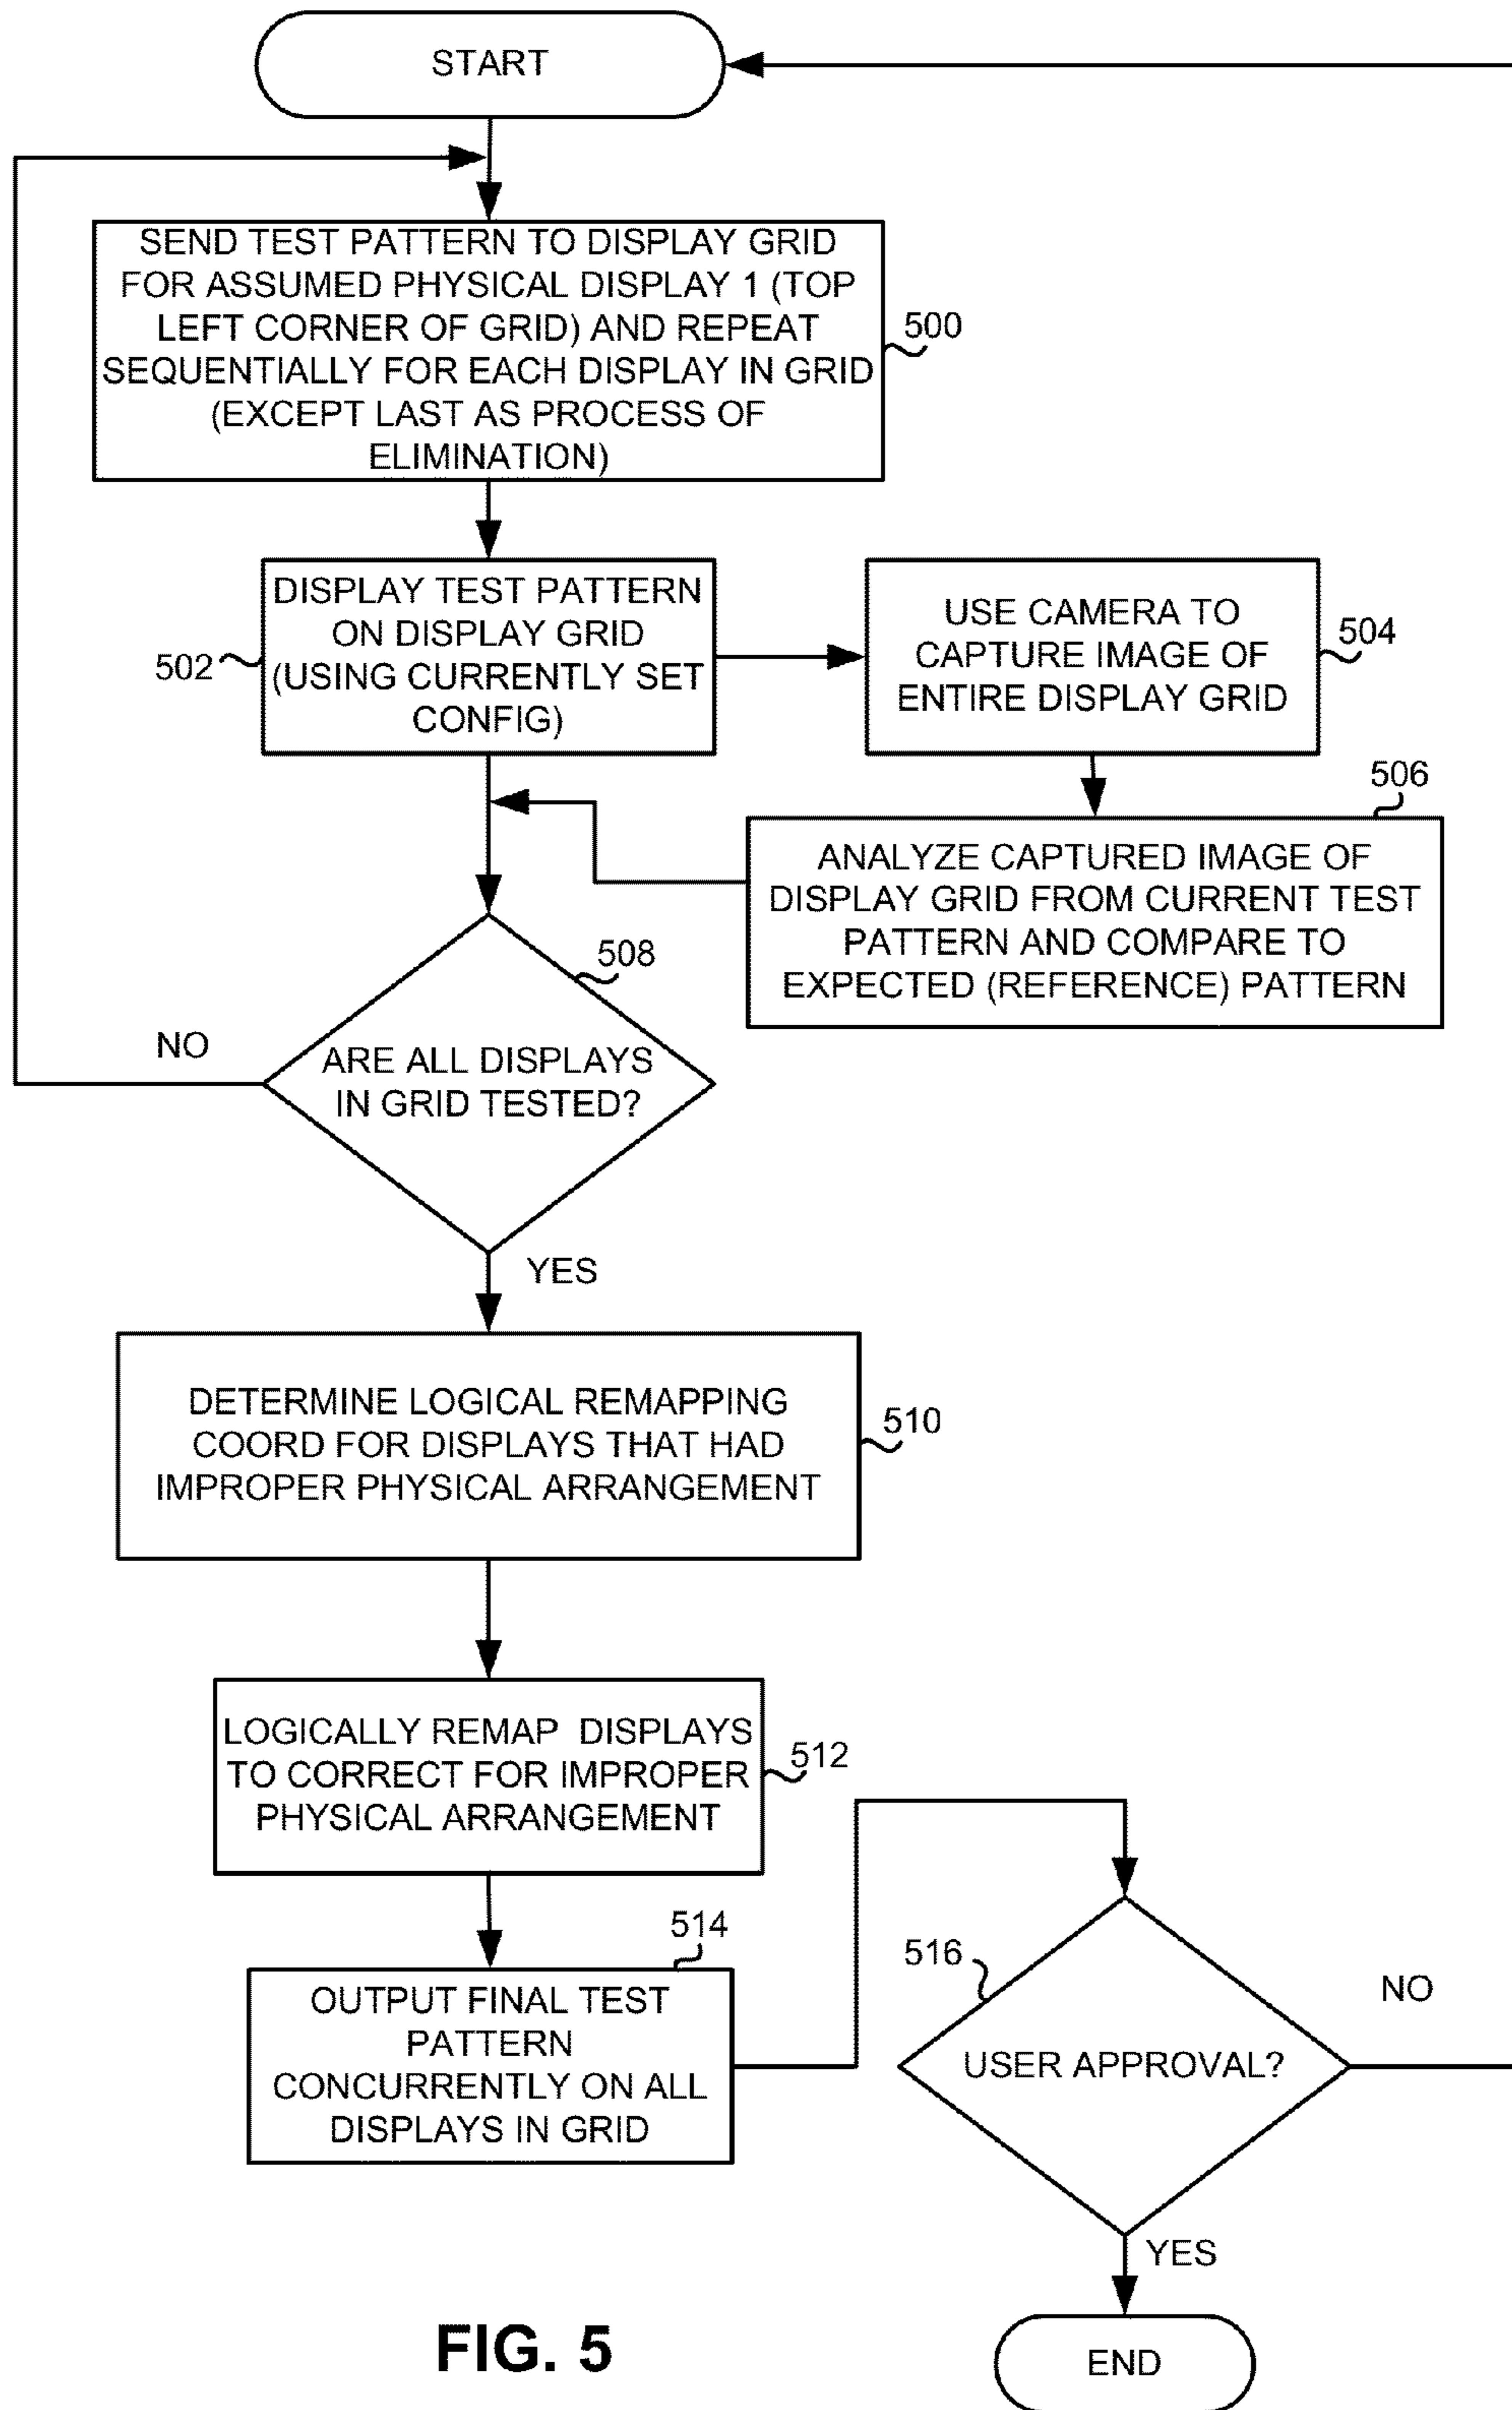 START
SEND TEST PATTERN TO DISPLAY GRID
FOR ASSUMED PHYSICAL DISPLAY 1 (TOP
LEFT CORNER OF GRID) AND REPEAT
SEQUENTIALLY FOR EACH DISPLAY IN GRID
(EXCEPT LAST AS PROCESS OF
ELIMINATION)
500
DISPLAY TEST PATTERN
ON DISPLAY GRID
(USING CURRENTLY SET
CONFIG)
502
USE CAMERA TO
CAPTURE IMAGE OF
ENTIRE DISPLAY GRID
504
506
ANALYZE CAPTURED IMAGE OF
DISPLAY GRID FROM CURRENT TEST
PATTERN AND COMPARE TO
EXPECTED (REFERENCE) PATTERN
508
NO
ARE ALL DISPLAYS
IN GRID TESTED?
YES
DETERMINE LOGICAL REMAPPING
COORD FOR DISPLAYS THAT HAD
IMPROPER PHYSICAL ARRANGEMENT
510
LOGICALLY REMAP DISPLAYS
TO CORRECT FOR IMPROPER
PHYSICAL ARRANGEMENT
512
514
OUTPUT FINAL TEST
PATTERN
CONCURRENTLY ON ALL
DISPLAYS IN GRID
516
NO
USER APPROVAL?
YES
END
FIG. 5